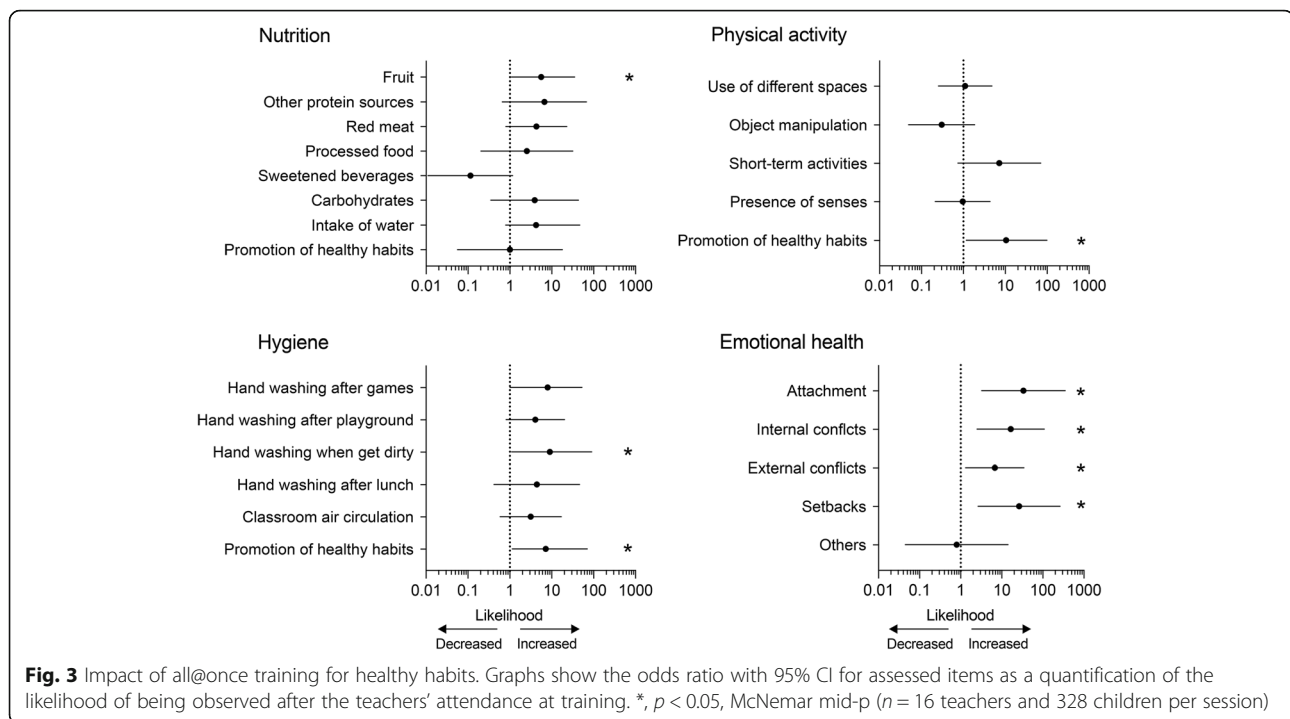 Nutrition
Fruit
*
Other protein sources
Red meat
Processed food
Sweetened beverages
Carbohydrates
Intake of water
Promotion of healthy habits
0.01 0.1 1 10 100 1000
Physical activity
Use of different spaces
Object manipulation
Short-term activities
Presence of senses
Promotion of healthy habits
*
0.01 0.1 1 10 100 1000
Hygiene
Hand washing after games
Hand washing after playground
Hand washing when get dirty
*
Hand washing after lunch
Classroom air circulation
Promotion of healthy habits
*
0.01 0.1 1 10 100 1000
Likelihood
Decreased Increased
Emotional health
Attachment
*
Internal conflcts
*
External conflicts
*
Setbacks
*
Others
0.01 0.1 1 10 100 1000
Likelihood
Decreased Increased
Fig. 3 Impact of all@once training for healthy habits. Graphs show the odds ratio with 95% CI for assessed items as a quantification of the
likelihood of being observed after the teachers’ attendance at training. *, p < 0.05, McNemar mid-p (n = 16 teachers and 328 children per session)